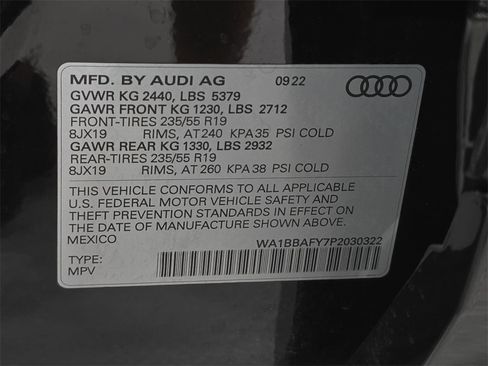 MFD. BY AUDI AG 09 22
GVWR KG 2440, LBS 5379
GAWR FRONT KG 1230, LBS 2712
FRONT-TIRES 235/55 R19
8JX19 RIMS, AT 240 KPA 35 PSI COLD
GAWR REAR KG 1330, LBS 2932
REAR-TIRES 235/55 R19
8JX19 RIMS, AT 260 KPA 38 PSI COLD
THIS VEHICLE CONFORMS TO ALL APPLICABLE
U.S. FEDERAL MOTOR VEHICLE SAFETY AND
THEFT PREVENTION STANDARDS IN EFFECT ON
THE DATE OF MANUFACTURE SHOWN ABOVE.
MEXICO WA1BBAFY7P2030322
TYPE:
MPV